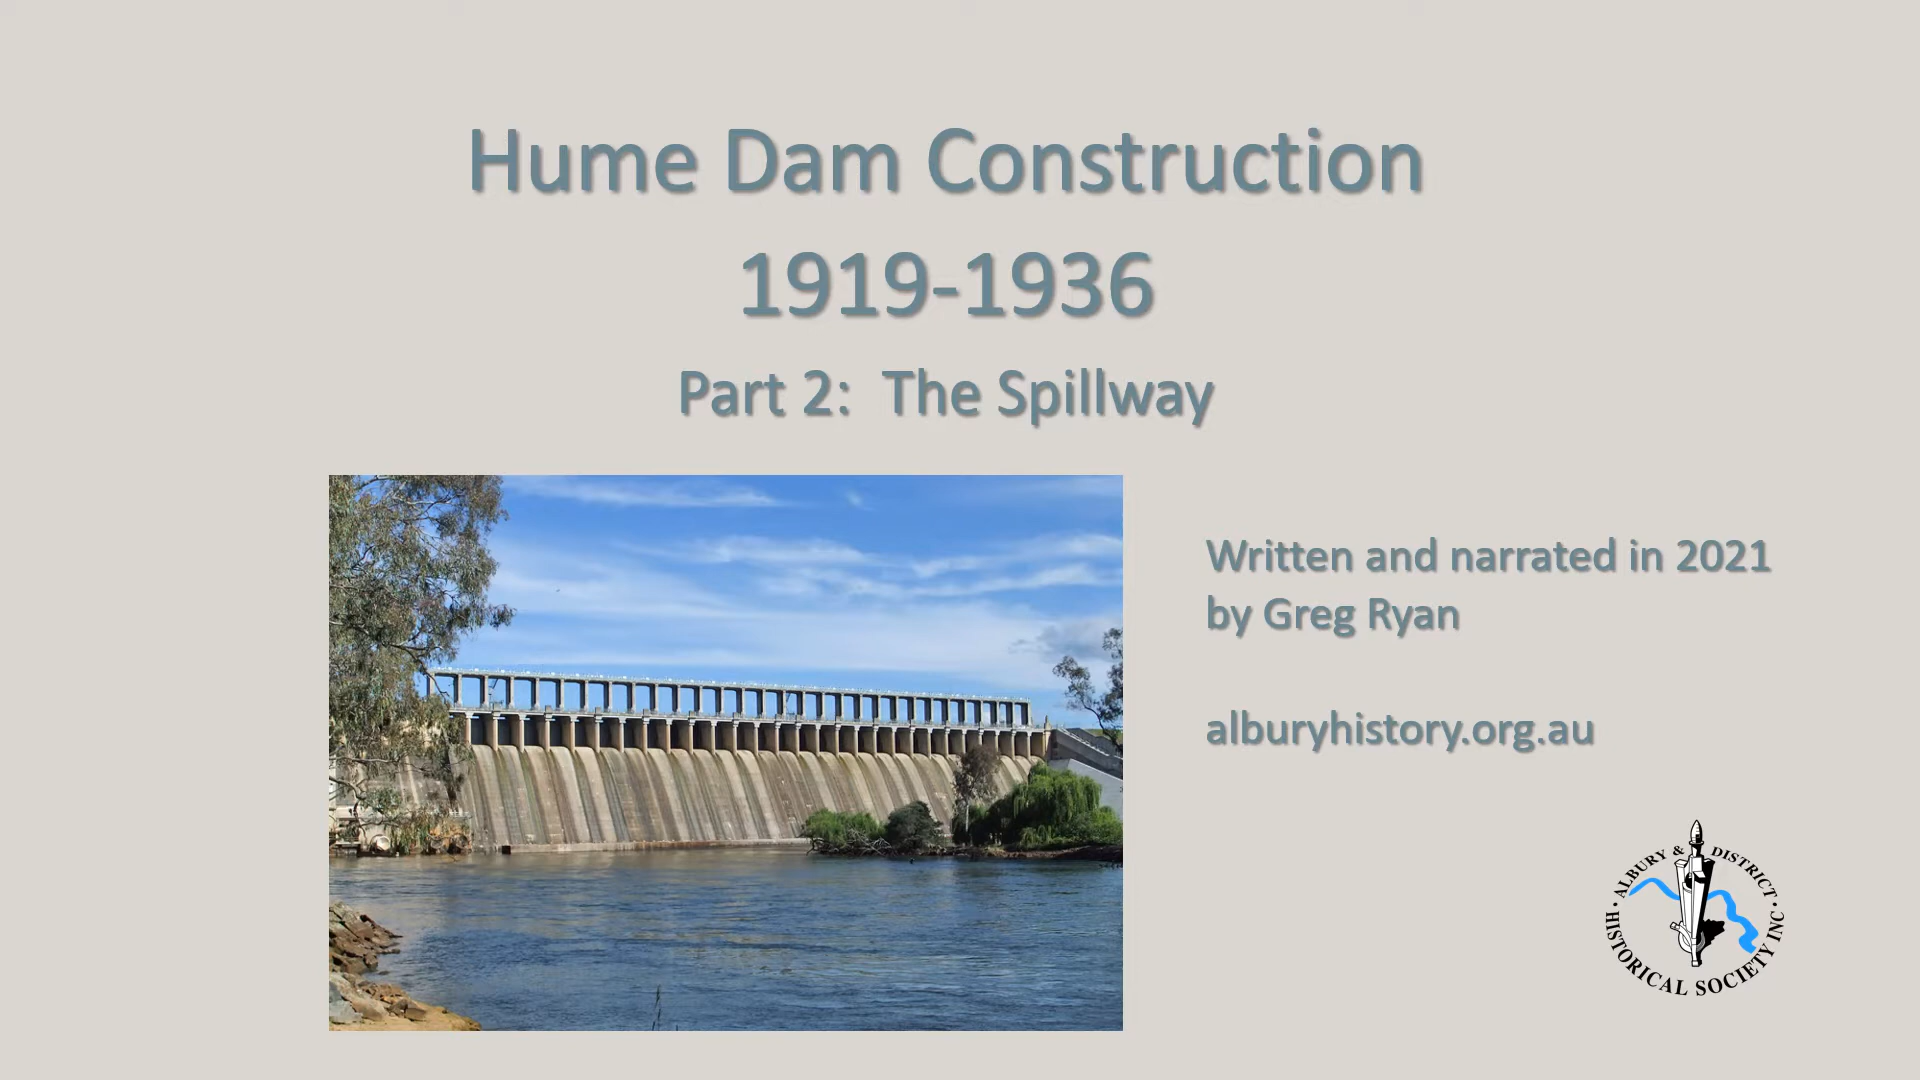 Hume Dam Construction
1919-1936
Part 2: The Spillway
Written and narrated in 2021
by Greg Ryan
alburyhistory.org.au
ALBURY & DISTRICT
HISTORICAL SOCIETY INC